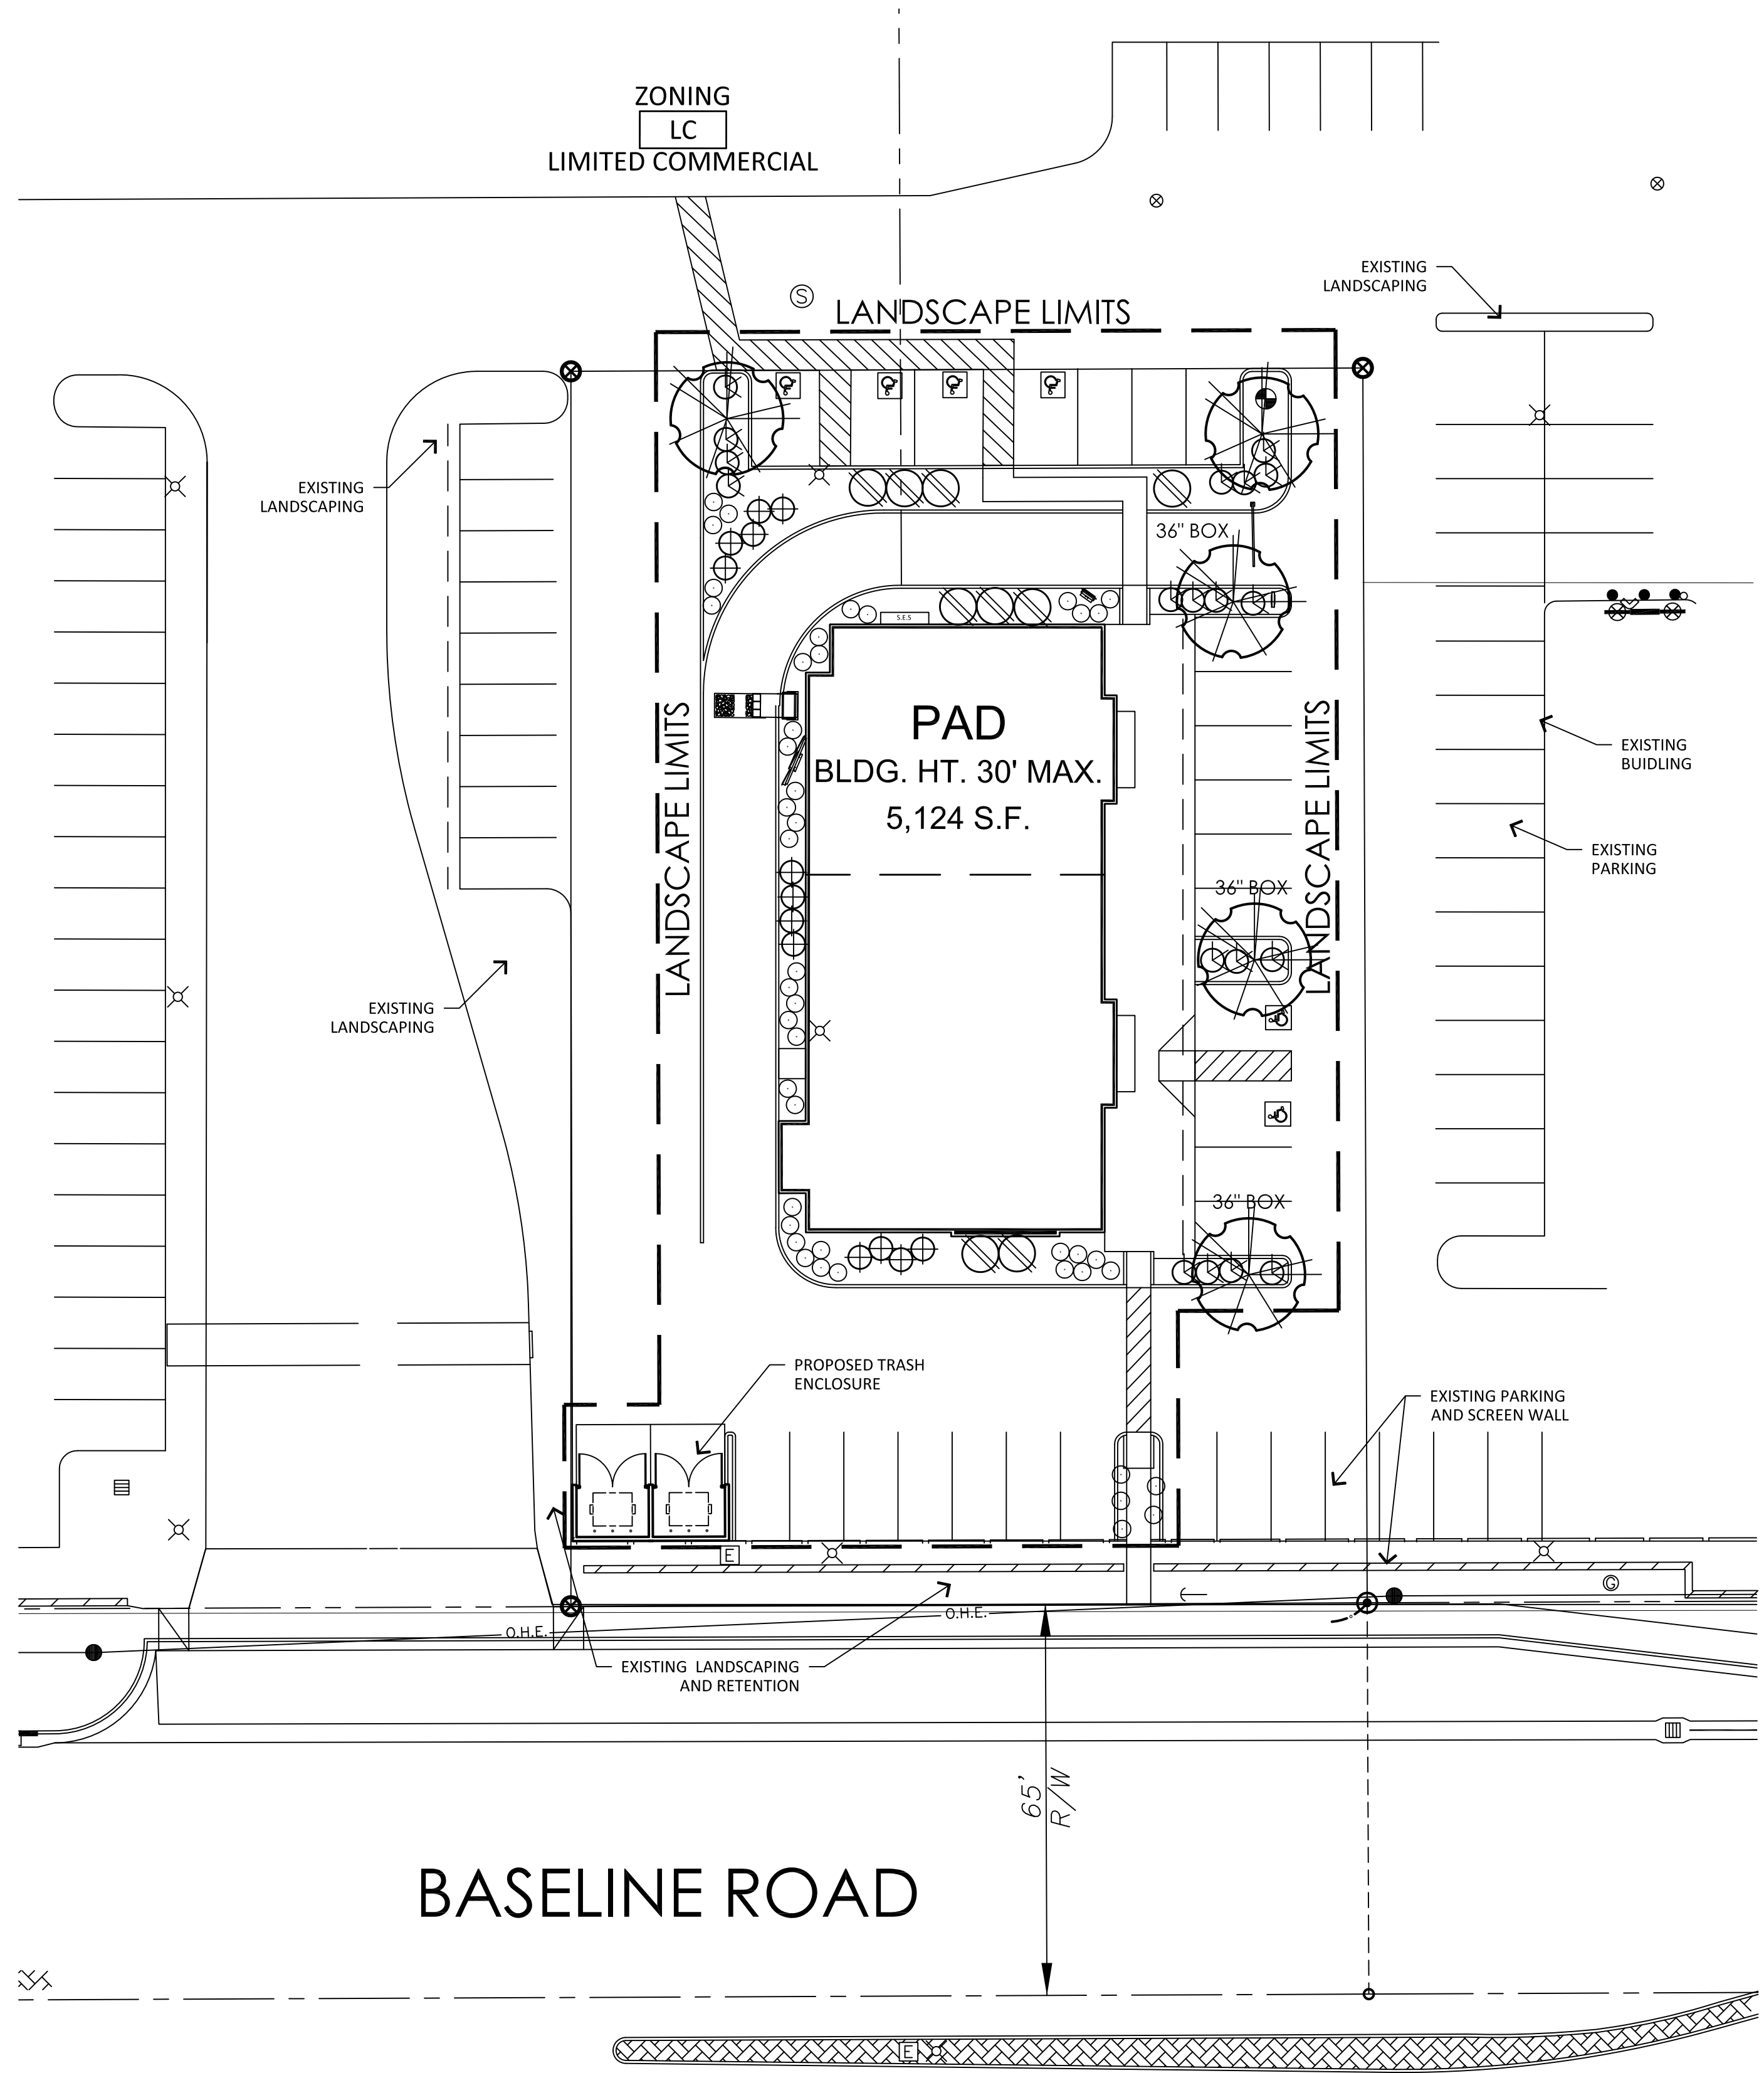 ZONING
LC
LIMITED COMMERCIAL
EXISTING
LANDSCAPING
S
LANDSCAPE LIMITS
EXISTING
LANDSCAPING
36" BOX
S.E.S
PAD
BLDG. HT. 30' MAX.
5,124 S.F.
LANDSCAPE LIMITS
LANDSCAPE LIMITS
EXISTING
BUIDLING
EXISTING
PARKING
36" BOX
EXISTING
LANDSCAPING
36" BOX
PROPOSED TRASH
ENCLOSURE
EXISTING PARKING
AND SCREEN WALL
E
G
O.H.E.
O.H.E.
EXISTING LANDSCAPING
AND RETENTION
65'
R/W
BASELINE ROAD
E